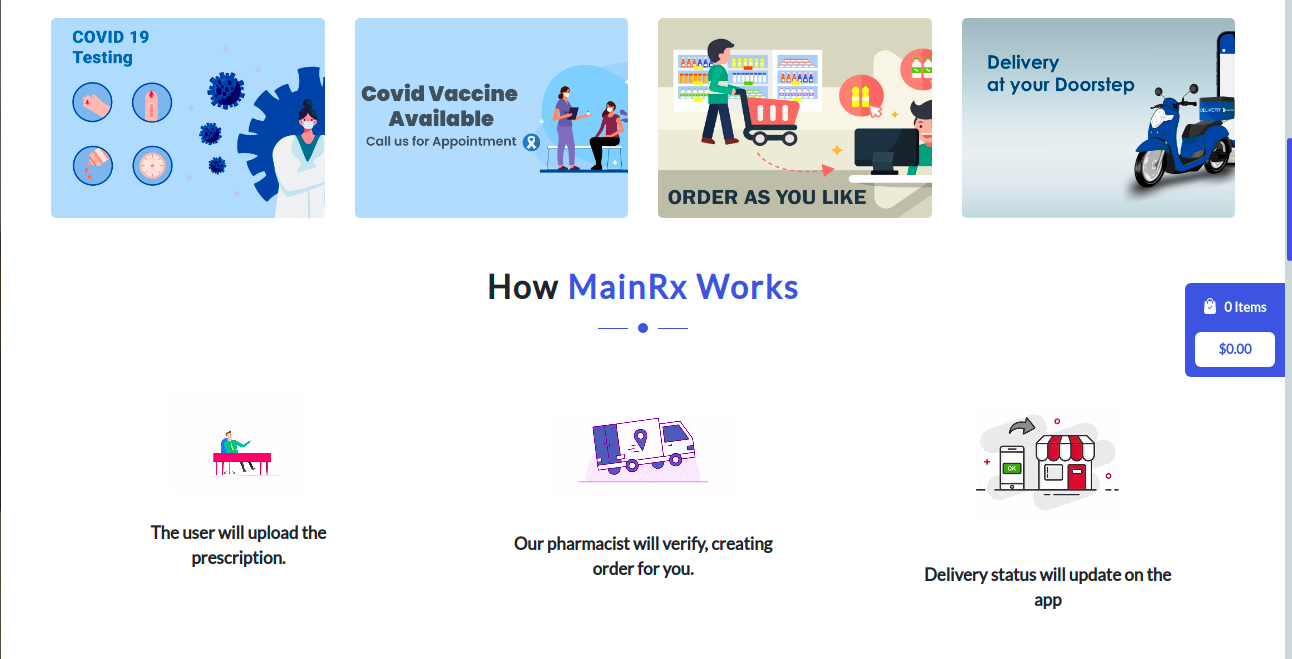 COVID 19
Testing
Covid Vaccine
Available
Call us for Appointment
ORDER AS YOU LIKE
Delivery
at your Doorstep
DELIVERY
How MainRx Works
0 Items
$0.00
OK
The user will upload the
prescription.
Our pharmacist will verify, creating
order for you.
Delivery status will update on the
app